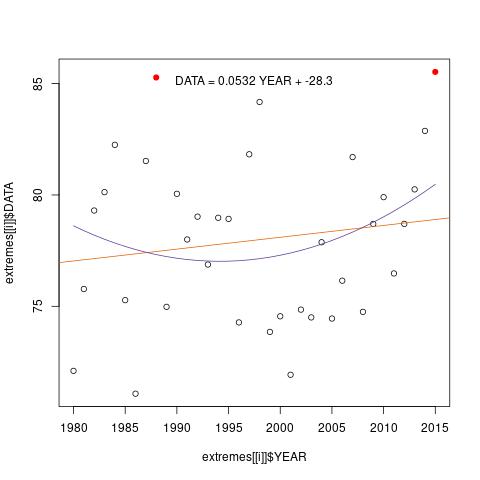 DATA = 0.0532 YEAR + -28.3
85
80
75
extremes[[i]]$DATA
1980 1985 1990 1995 2000 2005 2010 2015
extremes[[i]]$YEAR